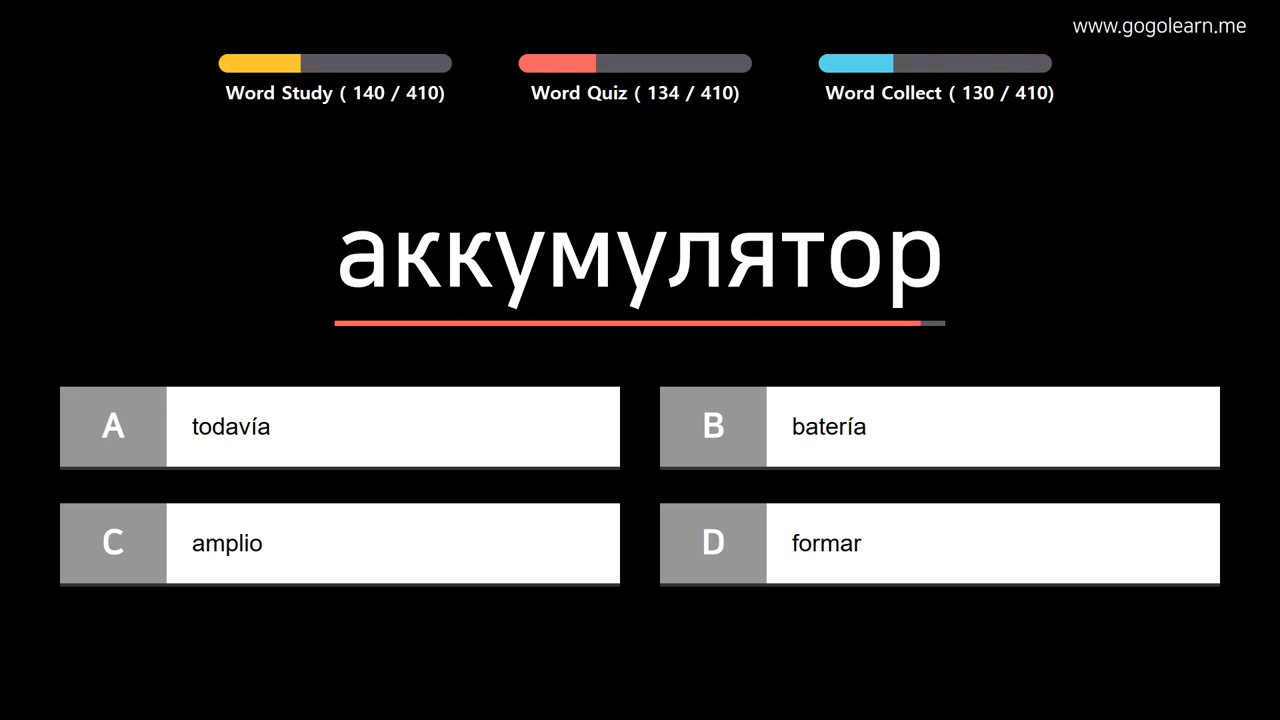 www.gogolearn.me
Word Study ( 140 / 410)
Word Quiz ( 134 / 410)
Word Collect ( 130 / 410)
аккумулятор
A todavía
B batería
C amplio
D formar